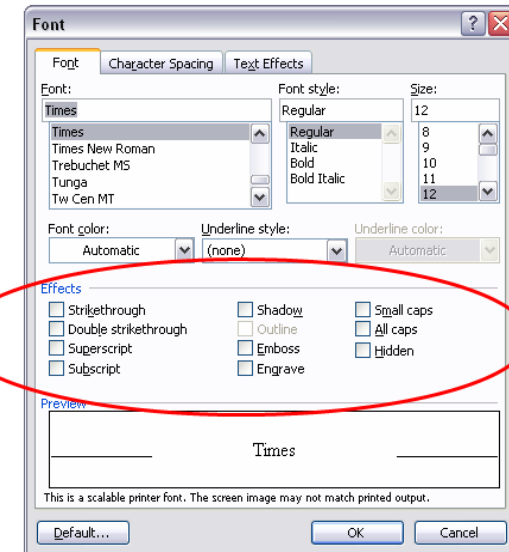 Font
Font Character Spacing Text Effects
Font: Font style: Size:
Times Regular 12
Times Regular 8
Times New Roman Italic 9
Trebuchet MS Bold 10
Tunga Bold Italic 11
Tw Cen MT 12
Font color: Underline style: Underline color:
Automatic (none) Automatic
Effects
Strikethrough Shadow Small caps
Double strikethrough Outline All caps
Superscript Emboss Hidden
Subscript Engrave
Preview
Times
This is a scalable printer font. The screen image may not match printed output.
Default... OK Cancel